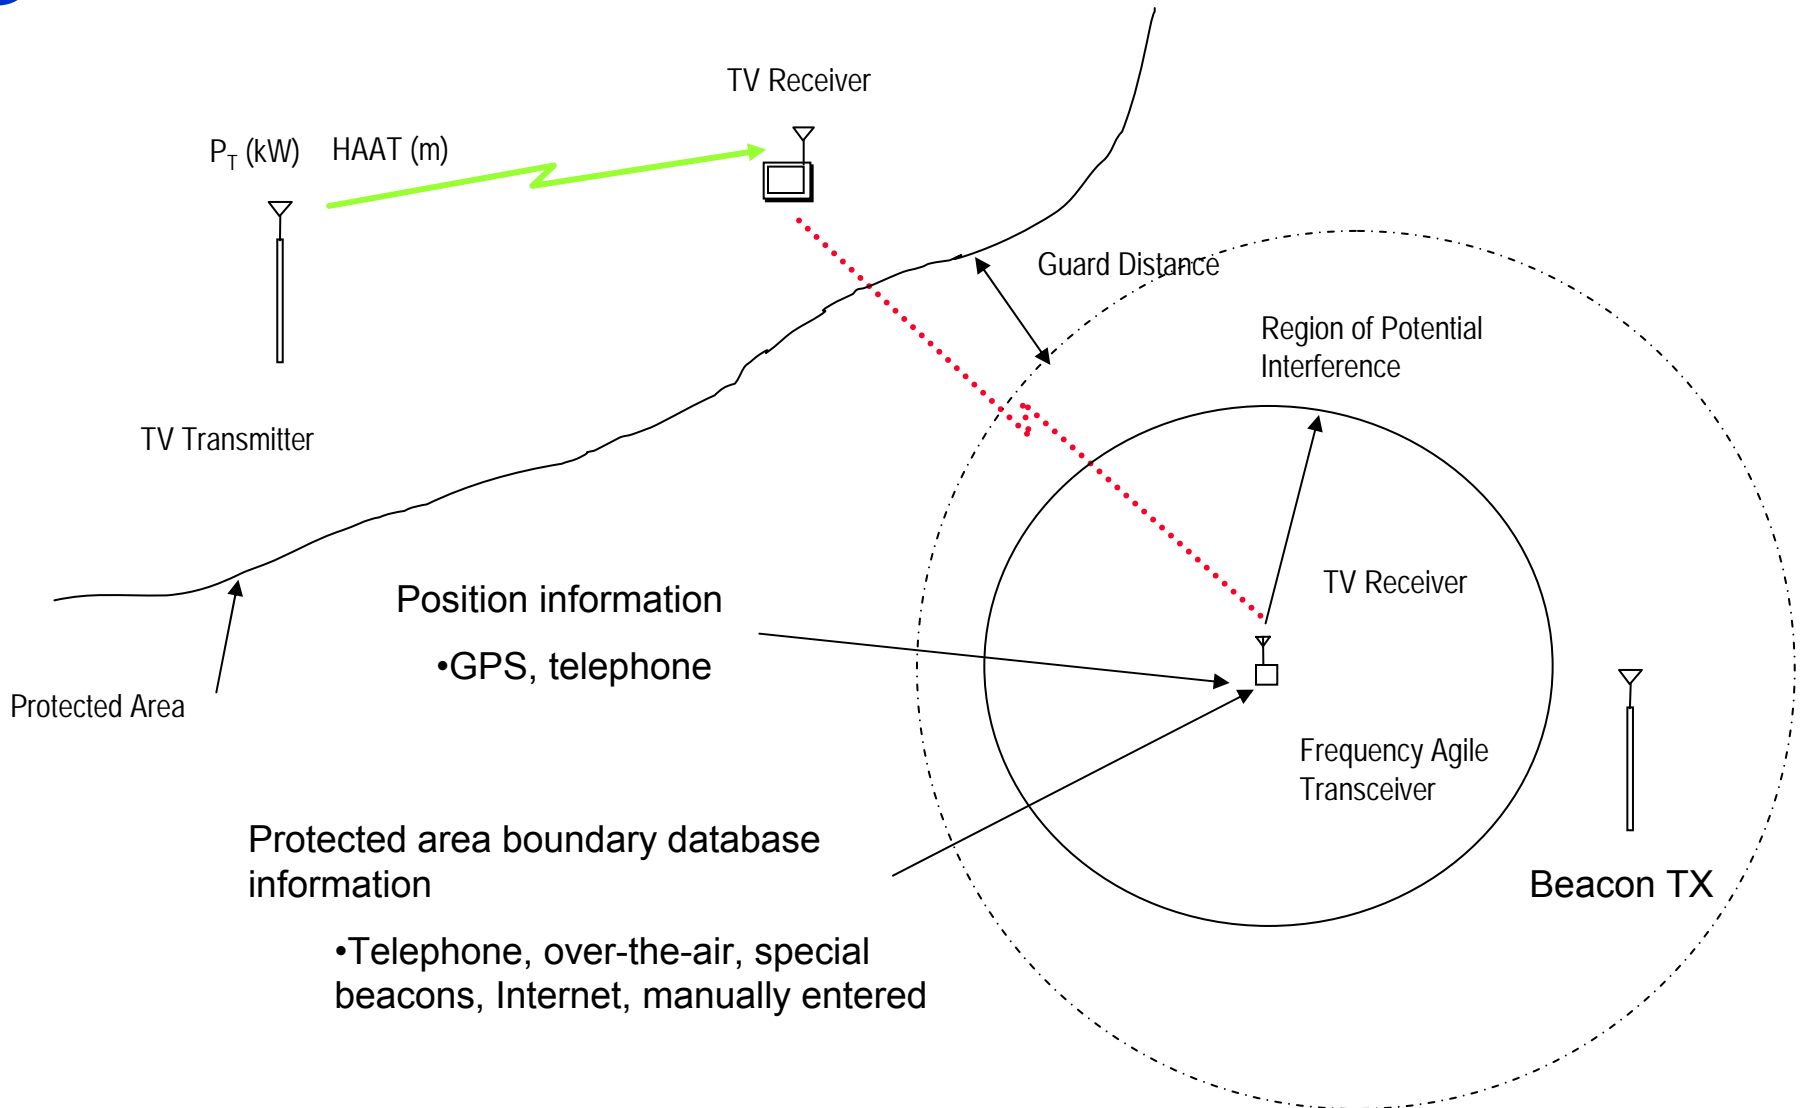 TV Receiver
P_T (kW) HAAT (m)
Guard Distance
Region of Potential
Interference
TV Transmitter
TV Receiver
Position information
•GPS, telephone
Protected Area
Frequency Agile
Transceiver
Protected area boundary database
information
Beacon TX
•Telephone, over-the-air, special
beacons, Internet, manually entered